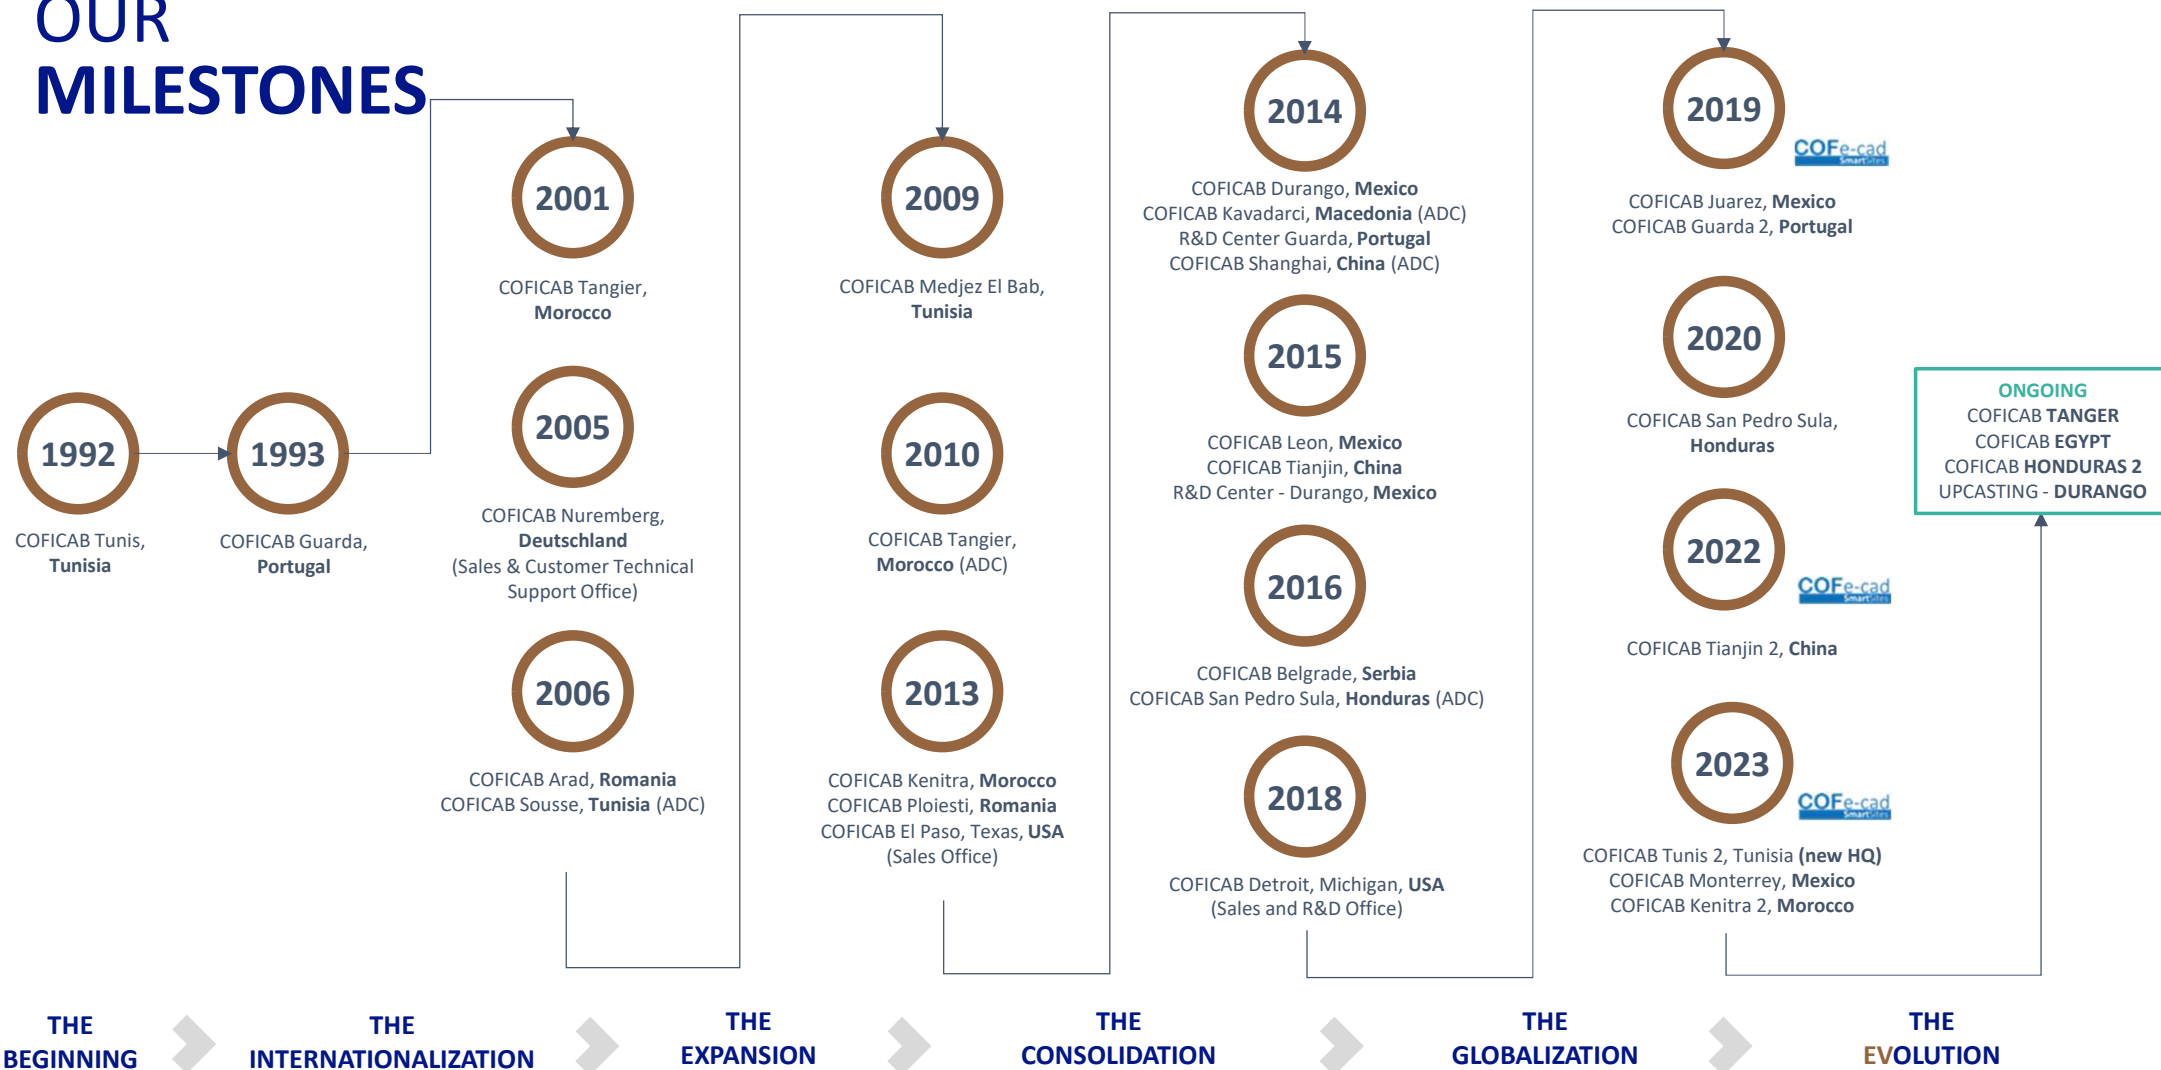 OUR
MILESTONES
1992
COFICAB Tunis,
Tunisia
1993
COFICAB Guarda,
Portugal
2001
COFICAB Tangier,
Morocco
2005
COFICAB Nuremberg,
Deutschland
(Sales & Customer Technical
Support Office)
2006
COFICAB Arad, Romania
COFICAB Sousse, Tunisia (ADC)
2009
COFICAB Medjez El Bab,
Tunisia
2010
COFICAB Tangier,
Morocco (ADC)
2013
COFICAB Kenitra, Morocco
COFICAB Ploiesti, Romania
COFICAB El Paso, Texas, USA
(Sales Office)
2014
COFICAB Durango, Mexico
COFICAB Kavadarci, Macedonia (ADC)
R&D Center Guarda, Portugal
COFICAB Shanghai, China (ADC)
2015
COFICAB Leon, Mexico
COFICAB Tianjin, China
R&D Center - Durango, Mexico
2016
COFICAB Belgrade, Serbia
COFICAB San Pedro Sula, Honduras (ADC)
2018
COFICAB Detroit, Michigan, USA
(Sales and R&D Office)
2019
COFe-cad
SmartSites
COFICAB Juarez, Mexico
COFICAB Guarda 2, Portugal
2020
COFICAB San Pedro Sula,
Honduras
2022
COFe-cad
SmartSites
COFICAB Tianjin 2, China
2023
COFe-cad
SmartSites
COFICAB Tunis 2, Tunisia (new HQ)
COFICAB Monterrey, Mexico
COFICAB Kenitra 2, Morocco
ONGOING
COFICAB TANGER
COFICAB EGYPT
COFICAB HONDURAS 2
UPCASTING - DURANGO
THE
BEGINNING
THE
INTERNATIONALIZATION
THE
EXPANSION
THE
CONSOLIDATION
THE
GLOBALIZATION
THE
EVOLUTION